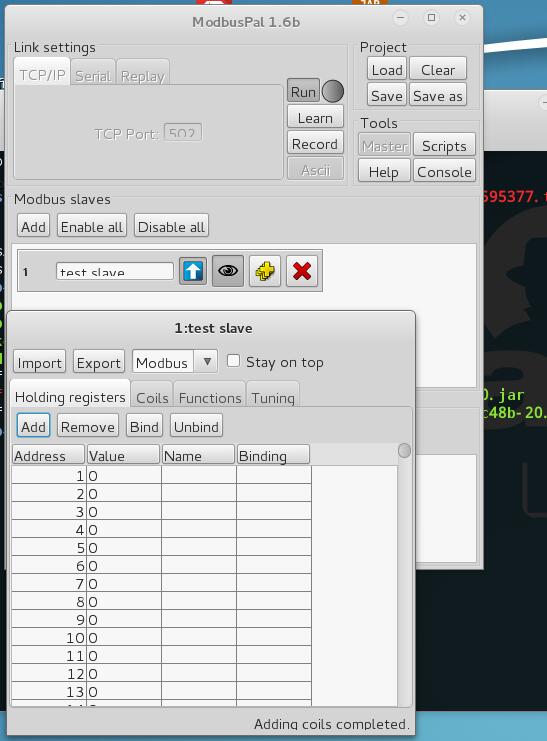 JAR
ModbusPal 1.6b
Link settings
Project
TCP/IP Serial Replay
Run
Load Clear
Learn
TCP Port: 502
Save Save as
Record
Tools
Ascii
Master Scripts
Help Console
Modbus slaves
595377.
Add Enable all Disable all
1 test slave
1:test slave
Import Export Modbus Stay on top
Holding registers Coils Functions Tuning
0. jar
c48b-20.
Add Remove Bind Unbind
Address Value Name Binding
1 0
2 0
3 0
4 0
5 0
6 0
7 0
8 0
9 0
10 0
11 0
12 0
13 0
Adding coils completed.